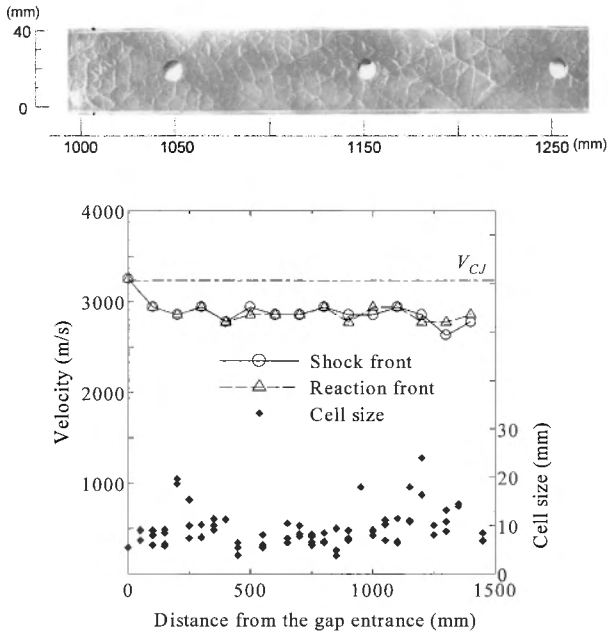 (mm)
40
0
1000 1050 1150 1250 (mm)
4000
3000
2000
1000
Velocity (m/s)
V_CJ
Shock front
Reaction front
Cell size
30
20
10
0
Cell size (mm)
0 500 1000 1500
Distance from the gap entrance (mm)